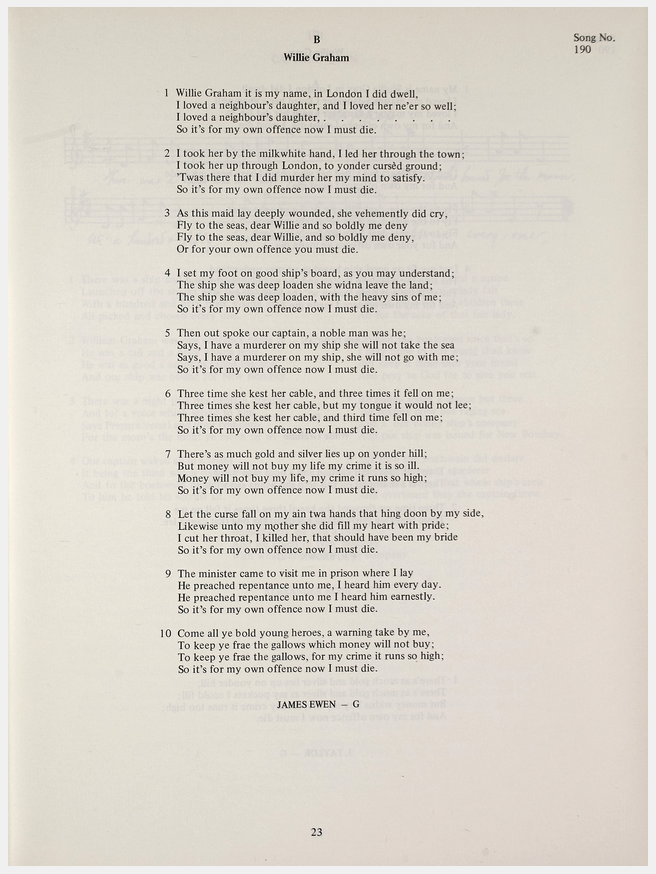 B
Song No.
190
Willie Graham
1 Willie Graham it is my name, in London I did dwell,
I loved a neighbour's daughter, and I loved her ne'er so well;
I loved a neighbour's daughter, . . . . . . . .
So it's for my own offence now I must die.
2 I took her by the milkwhite hand, I led her through the town;
I took her up through London, to yonder cursèd ground;
'Twas there that I did murder her my mind to satisfy.
So it's for my own offence now I must die.
3 As this maid lay deeply wounded, she vehemently did cry,
Fly to the seas, dear Willie and so boldly me deny
Fly to the seas, dear Willie, and so boldly me deny,
Or for your own offence you must die.
4 I set my foot on good ship's board, as you may understand;
The ship she was deep loaden she widna leave the land;
The ship she was deep loaden, with the heavy sins of me;
So it's for my own offence now I must die.
5 Then out spoke our captain, a noble man was he;
Says, I have a murderer on my ship she will not take the sea
Says, I have a murderer on my ship, she will not go with me;
So it's for my own offence now I must die.
6 Three time she kest her cable, and three times it fell on me;
Three times she kest her cable, but my tongue it would not lee;
Three times she kest her cable, and third time fell on me;
So it's for my own offence now I must die.
7 There's as much gold and silver lies up on yonder hill;
But money will not buy my life my crime it is so ill.
Money will not buy my life, my crime it runs so high;
So it's for my own offence now I must die.
8 Let the curse fall on my ain twa hands that hing doon by my side,
Likewise unto my mother she did fill my heart with pride;
I cut her throat, I killed her, that should have been my bride
So it's for my own offence now I must die.
9 The minister came to visit me in prison where I lay
He preached repentance unto me, I heard him every day.
He preached repentance unto me I heard him earnestly.
So it's for my own offence now I must die.
10 Come all ye bold young heroes, a warning take by me,
To keep ye frae the gallows which money will not buy;
To keep ye frae the gallows, for my crime it runs so high;
So it's for my own offence now I must die.
JAMES EWEN – G
23